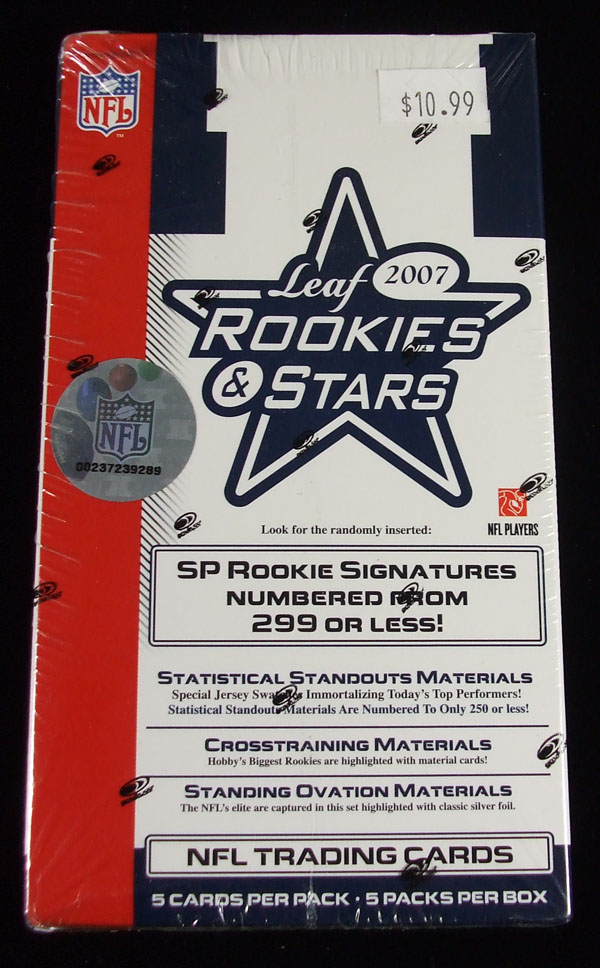 NFL
TM
$10.99
Leaf 2007
ROOKIES
& STARS
NFL
00237239289
NFL PLAYERS
Look for the randomly inserted:
SP ROOKIE SIGNATURES
NUMBERED FROM
299 OR LESS!
STATISTICAL STANDOUTS MATERIALS
Special Jersey Swatches Immortalizing Today's Top Performers!
Statistical Standouts Materials Are Numbered To Only 250 or less!
CROSSTRAINING MATERIALS
Hobby's Biggest Rookies are highlighted with material cards!
STANDING OVATION MATERIALS
The NFL's elite are captured in this set highlighted with classic silver foil.
NFL TRADING CARDS
5 CARDS PER PACK · 5 PACKS PER BOX